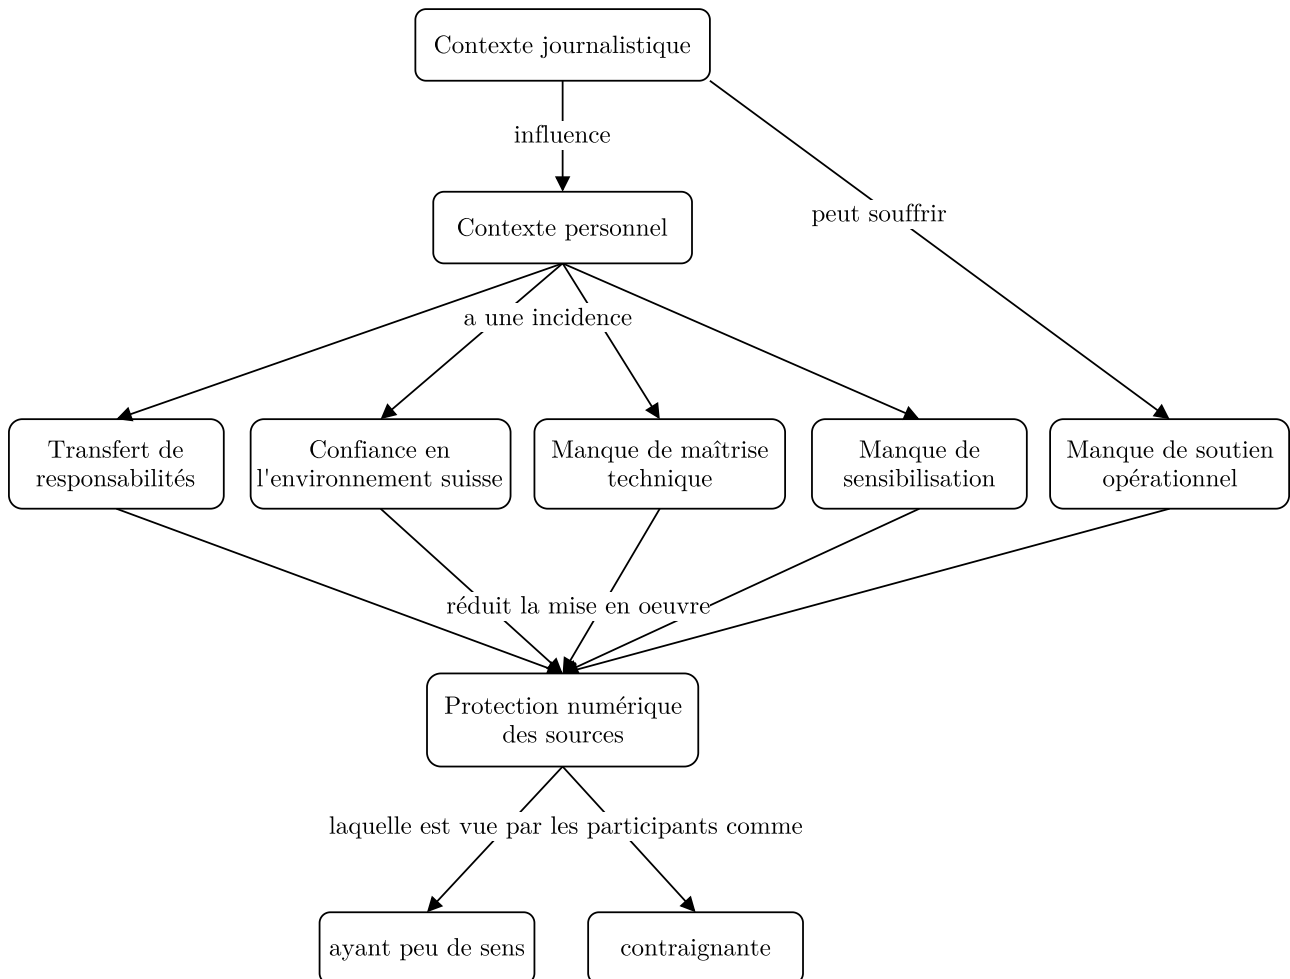 Contexte journalistique
influence
peut souffrir
Contexte personnel
a une incidence
Transfert de
responsabilités
Confiance en
l'environnement suisse
Manque de maîtrise
technique
Manque de
sensibilisation
Manque de soutien
opérationnel
réduit la mise en oeuvre
Protection numérique
des sources
laquelle est vue par les participants comme
ayant peu de sens
contraignante